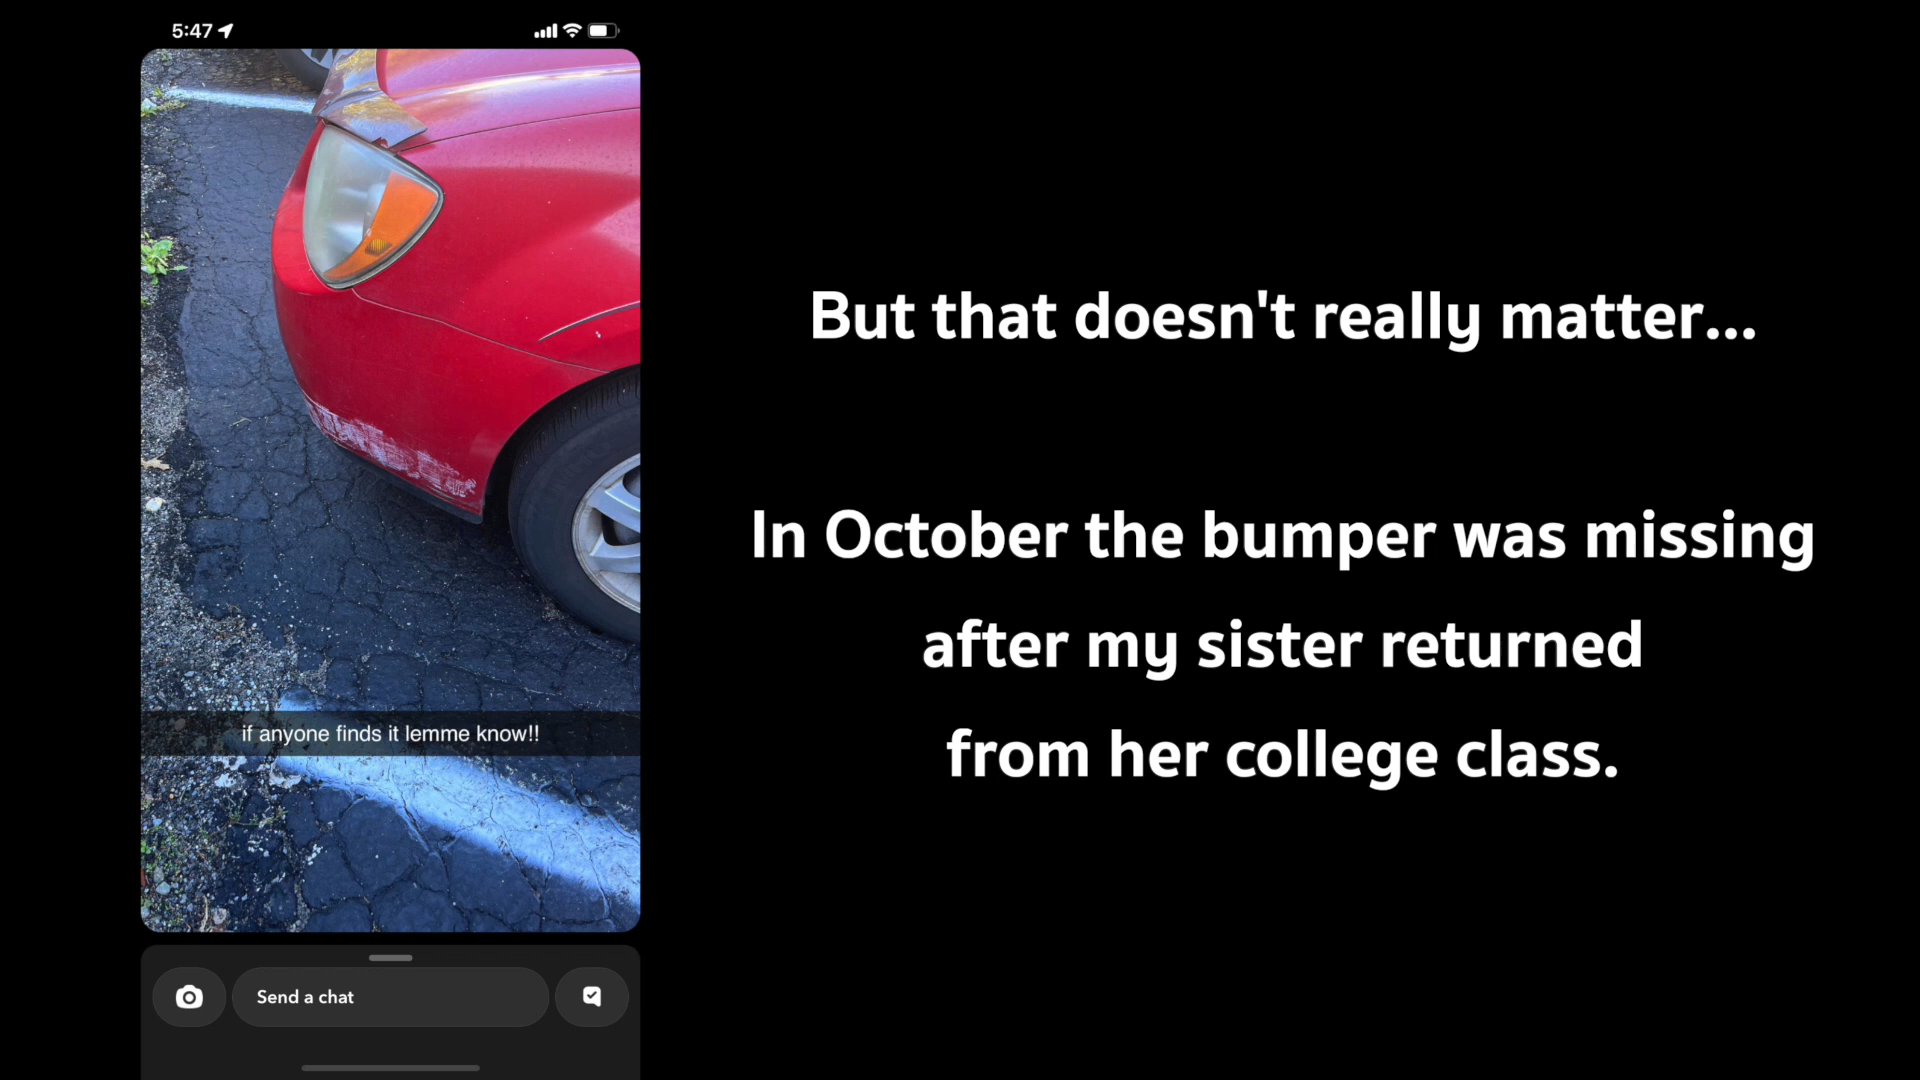 5:47
if anyone finds it lemme know!!
Send a chat
But that doesn't really matter...
In October the bumper was missing
after my sister returned
from her college class.